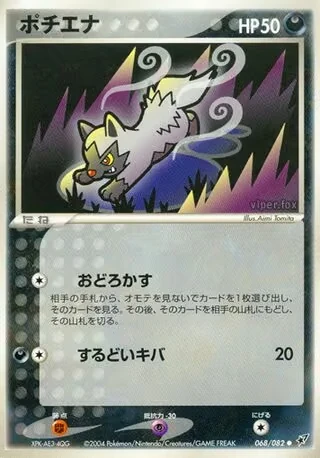 ポチエナ HP50
viper.fox
たね Illus.Aimi Tomita
おどろかす
相手の手札から、オモテを見ないでカードを1枚選び出し、
そのカードを見る。その後、そのカードを相手の山札にもどし、
その山札を切る。
するどいキバ 20
弱点 抵抗力 -30 にげる
XPK-AE3-4QG ©2004 Pokémon/Nintendo/Creatures/GAME FREAK 068/082